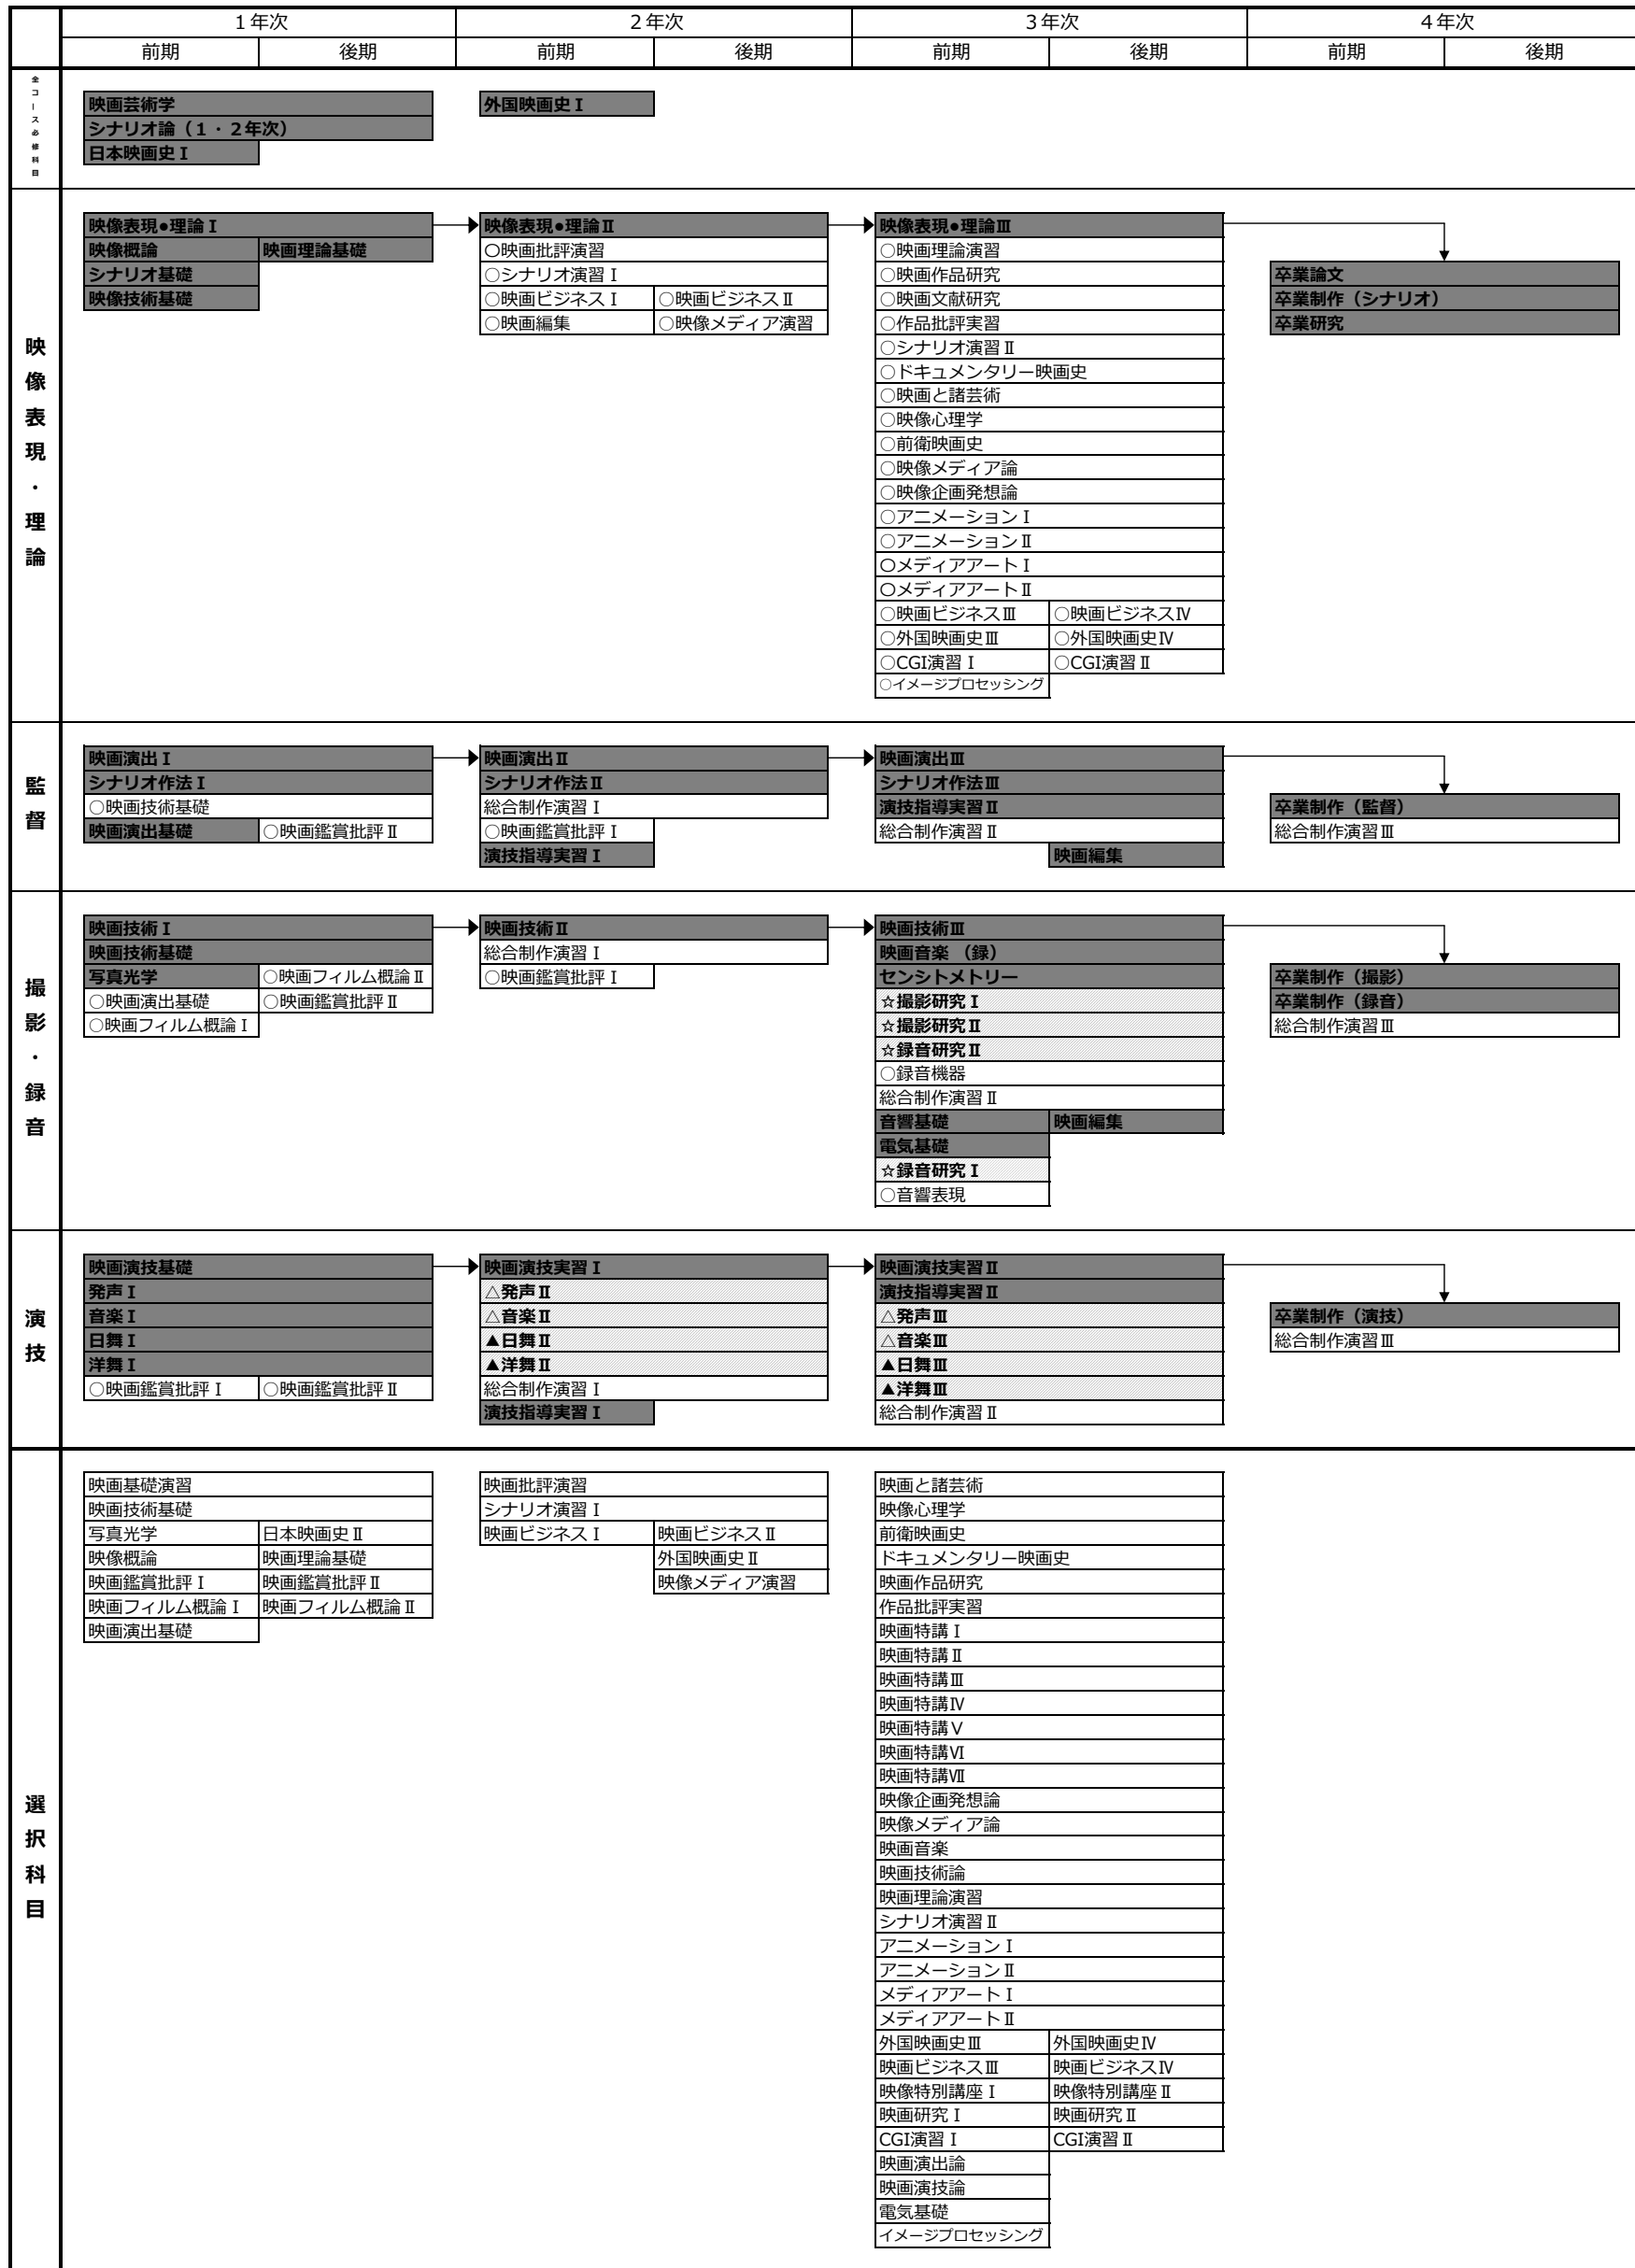 １年次 ２年次 ３年次 ４年次
前期 後期 前期 後期 前期 後期 前期 後期
全コース必修科目
映画芸術学 外国映画史Ⅰ
シナリオ論（１・２年次）
日本映画史Ⅰ
映像表現・理論
映像表現●理論Ⅰ 映像表現●理論Ⅱ 映像表現●理論Ⅲ
映像概論 映画理論基礎 〇映画批評演習 ○映画理論演習
シナリオ基礎 ○シナリオ演習Ⅰ ○映画作品研究 卒業論文
映像技術基礎 ○映画ビジネスⅠ ○映画ビジネスⅡ ○映画文献研究 卒業制作（シナリオ）
○映画編集 ○映像メディア演習 ○作品批評実習 卒業研究
○シナリオ演習Ⅱ
○ドキュメンタリー映画史
○映画と諸芸術
○映像心理学
○前衛映画史
○映像メディア論
○映像企画発想論
○アニメーションⅠ
○アニメーションⅡ
〇メディアアートⅠ
〇メディアアートⅡ
○映画ビジネスⅢ ○映画ビジネスⅣ
○外国映画史Ⅲ ○外国映画史Ⅳ
○CGI演習Ⅰ ○CGI演習Ⅱ
○イメージプロセッシング
監督
映画演出Ⅰ 映画演出Ⅱ 映画演出Ⅲ
シナリオ作法Ⅰ シナリオ作法Ⅱ シナリオ作法Ⅲ
○映画技術基礎 総合制作演習Ⅰ 演技指導実習Ⅱ 卒業制作（監督）
映画演出基礎 ○映画鑑賞批評Ⅱ ○映画鑑賞批評Ⅰ 総合制作演習Ⅱ 総合制作演習Ⅲ
演技指導実習Ⅰ 映画編集
撮影・録音
映画技術Ⅰ 映画技術Ⅱ 映画技術Ⅲ
映画技術基礎 総合制作演習Ⅰ 映画音楽 （録）
写真光学 ○映画フィルム概論Ⅱ ○映画鑑賞批評Ⅰ センシトメトリー 卒業制作（撮影）
○映画演出基礎 ○映画鑑賞批評Ⅱ ☆撮影研究Ⅰ 卒業制作（録音）
○映画フィルム概論Ⅰ ☆撮影研究Ⅱ 総合制作演習Ⅲ
☆録音研究Ⅱ
○録音機器
総合制作演習Ⅱ
音響基礎 映画編集
電気基礎
☆録音研究Ⅰ
○音響表現
演技
映画演技基礎 映画演技実習Ⅰ 映画演技実習Ⅱ
発声Ⅰ △発声Ⅱ 演技指導実習Ⅱ
音楽Ⅰ △音楽Ⅱ △発声Ⅲ 卒業制作（演技）
日舞Ⅰ ▲日舞Ⅱ △音楽Ⅲ 総合制作演習Ⅲ
洋舞Ⅰ ▲洋舞Ⅱ ▲日舞Ⅲ
○映画鑑賞批評Ⅰ ○映画鑑賞批評Ⅱ 総合制作演習Ⅰ ▲洋舞Ⅲ
演技指導実習Ⅰ 総合制作演習Ⅱ
選択科目
映画基礎演習 映画批評演習 映画と諸芸術
映画技術基礎 シナリオ演習Ⅰ 映像心理学
写真光学 日本映画史Ⅱ 映画ビジネスⅠ 映画ビジネスⅡ 前衛映画史
映像概論 映画理論基礎 外国映画史Ⅱ ドキュメンタリー映画史
映画鑑賞批評Ⅰ 映画鑑賞批評Ⅱ 映像メディア演習 映画作品研究
映画フィルム概論Ⅰ 映画フィルム概論Ⅱ 作品批評実習
映画演出基礎 映画特講Ⅰ
映画特講Ⅱ
映画特講Ⅲ
映画特講Ⅳ
映画特講Ⅴ
映画特講Ⅵ
映画特講Ⅶ
映像企画発想論
映像メディア論
映画音楽
映画技術論
映画理論演習
シナリオ演習Ⅱ
アニメーションⅠ
アニメーションⅡ
メディアアートⅠ
メディアアートⅡ
外国映画史Ⅲ 外国映画史Ⅳ
映画ビジネスⅢ 映画ビジネスⅣ
映像特別講座Ⅰ 映像特別講座Ⅱ
映画研究Ⅰ 映画研究Ⅱ
CGI演習Ⅰ CGI演習Ⅱ
映画演出論
映画演技論
電気基礎
イメージプロセッシング